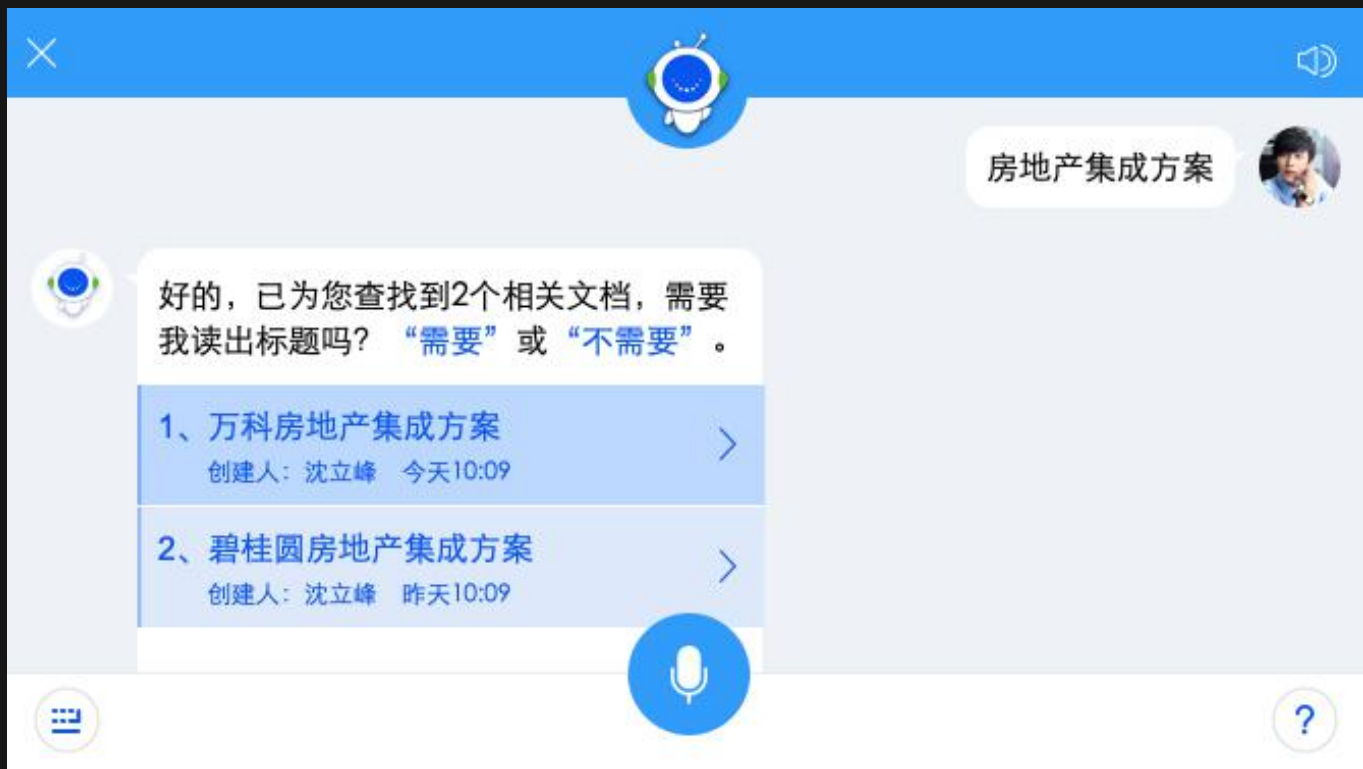 房地产集成方案
好的，已为您查找到2个相关文档，需要
我读出标题吗？“需要”或“不需要”。
1、万科房地产集成方案
创建人：沈立峰 今天10:09
2、碧桂圆房地产集成方案
创建人：沈立峰 昨天10:09
?